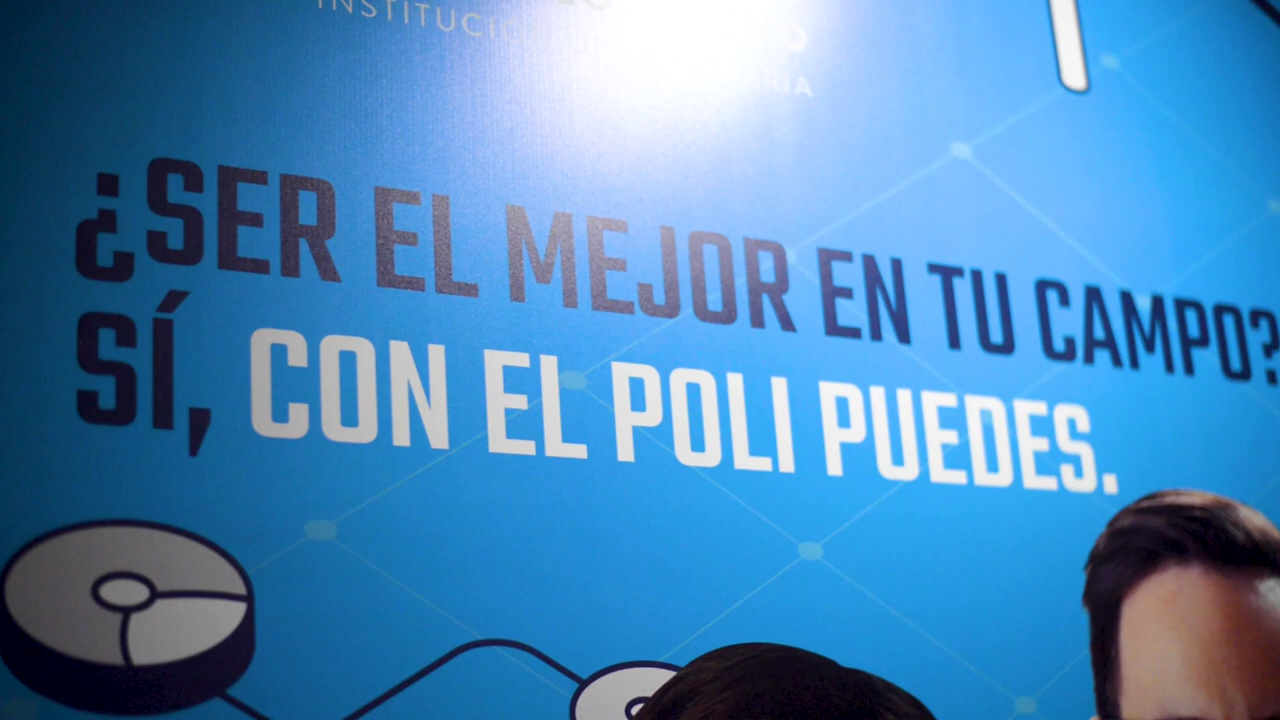 ¿SER EL MEJOR EN TU CAMPO?
SÍ, CON EL POLI PUEDES.